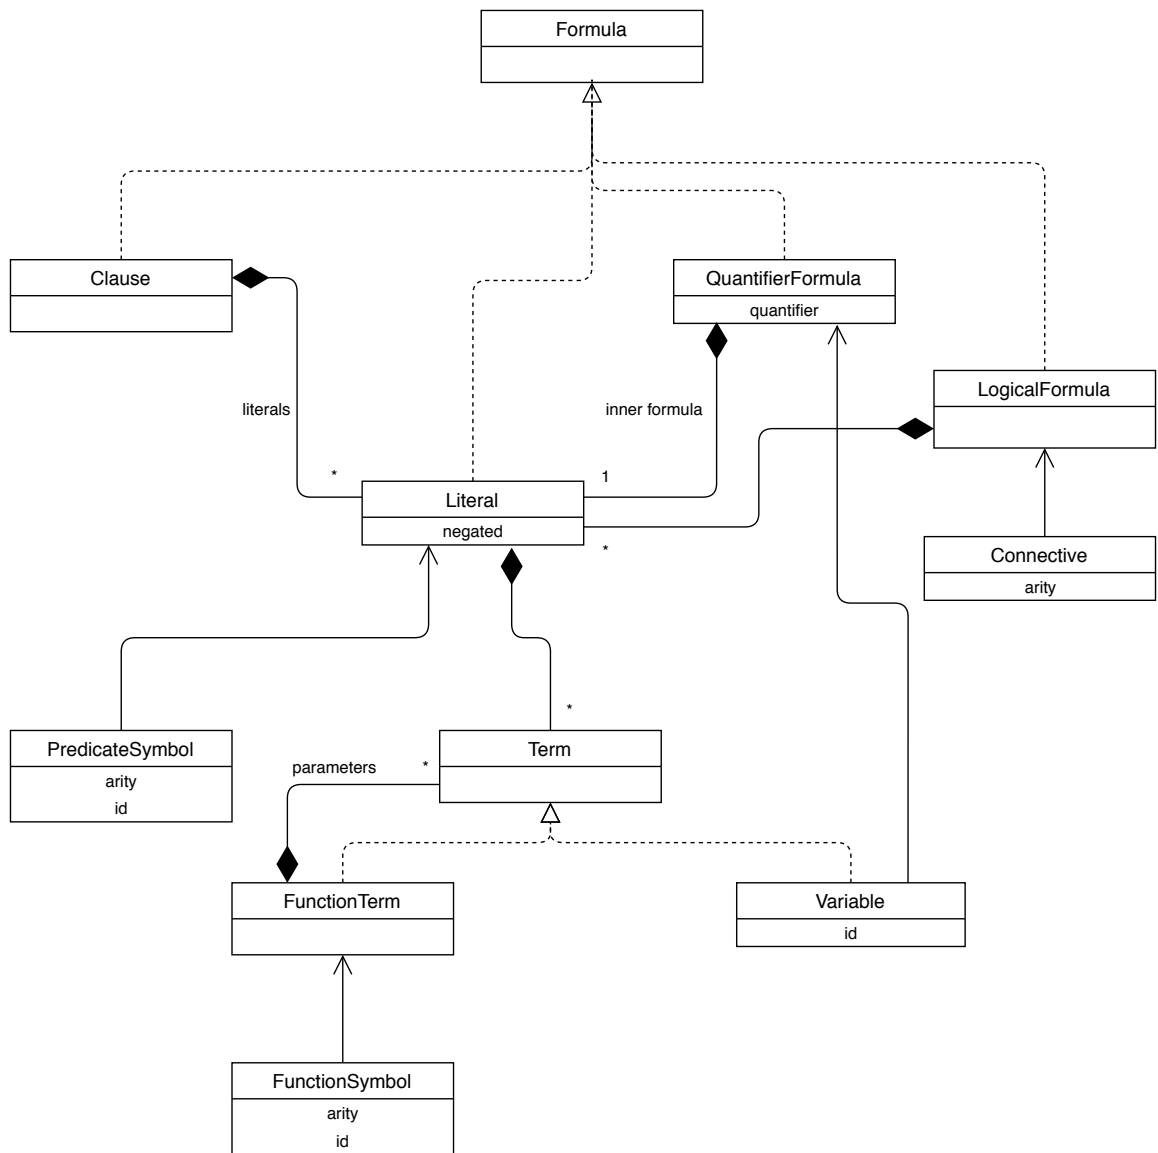 Formula
Clause
QuantifierFormula
quantifier
LogicalFormula
literals
inner formula
*
1
Literal
negated
*
Connective
arity
*
PredicateSymbol
arity
id
Term
parameters
*
FunctionTerm
Variable
id
FunctionSymbol
arity
id